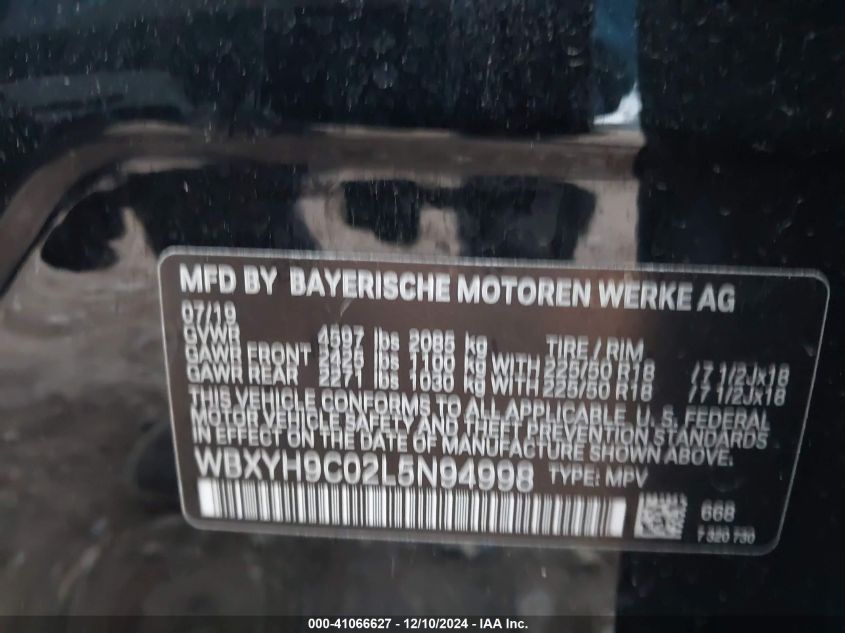 MFD BY BAYERISCHE MOTOREN WERKE AG
07/19
GVWR 4597 lbs 2085 kg TIRE / RIM
GAWR FRONT 2425 lbs 1100 kg WITH 225/50 R18 /7 1/2Jx18
GAWR REAR 2271 lbs 1030 kg WITH 225/50 R18 /7 1/2Jx18
THIS VEHICLE CONFORMS TO ALL APPLICABLE U. S. FEDERAL
MOTOR VEHICLE SAFETY AND THEFT PREVENTION STANDARDS
IN EFFECT ON THE DATE OF MANUFACTURE SHOWN ABOVE.
WBXYH9C02L5N94998 TYPE: MPV
668
7 320 730
000-41066627 - 12/10/2024 - IAA Inc.